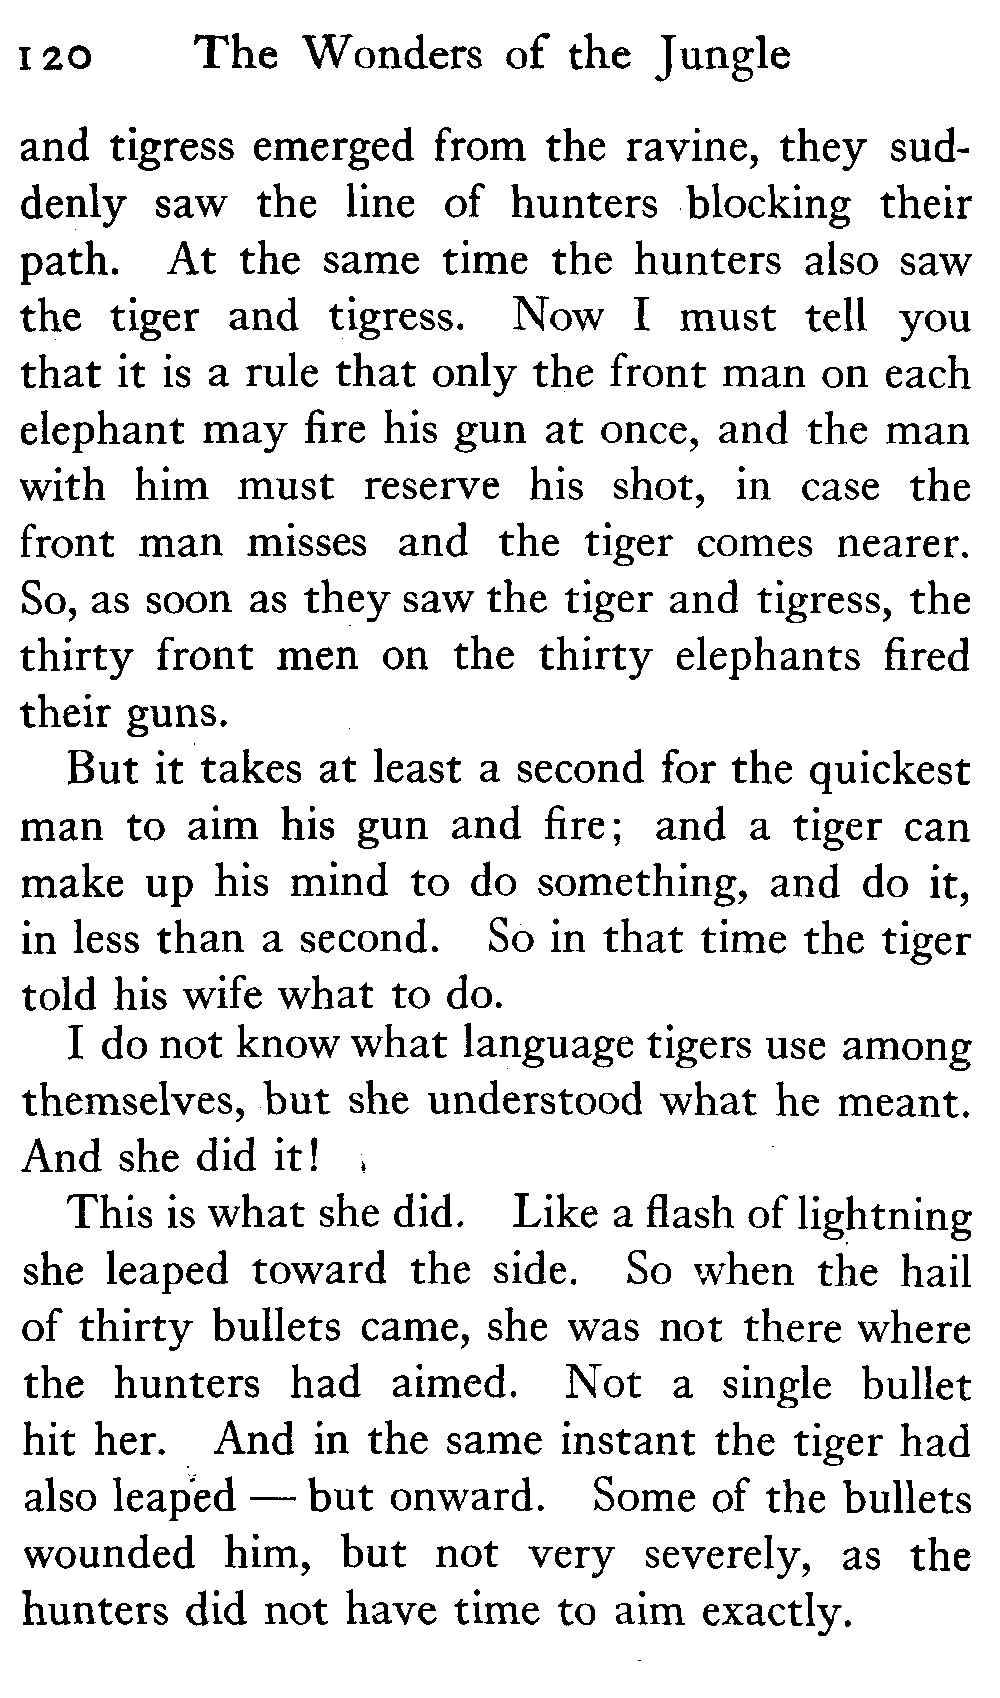 120 The Wonders of the Jungle
and tigress emerged from the ravine, they sud-
denly saw the line of hunters blocking their
path. At the same time the hunters also saw
the tiger and tigress. Now I must tell you
that it is a rule that only the front man on each
elephant may fire his gun at once, and the man
with him must reserve his shot, in case the
front man misses and the tiger comes nearer.
So, as soon as they saw the tiger and tigress, the
thirty front men on the thirty elephants fired
their guns.
But it takes at least a second for the quickest
man to aim his gun and fire; and a tiger can
make up his mind to do something, and do it,
in less than a second. So in that time the tiger
told his wife what to do.
I do not know what language tigers use among
themselves, but she understood what he meant.
And she did it!
This is what she did. Like a flash of lightning
she leaped toward the side. So when the hail
of thirty bullets came, she was not there where
the hunters had aimed. Not a single bullet
hit her. And in the same instant the tiger had
also leaped — but onward. Some of the bullets
wounded him, but not very severely, as the
hunters did not have time to aim exactly.